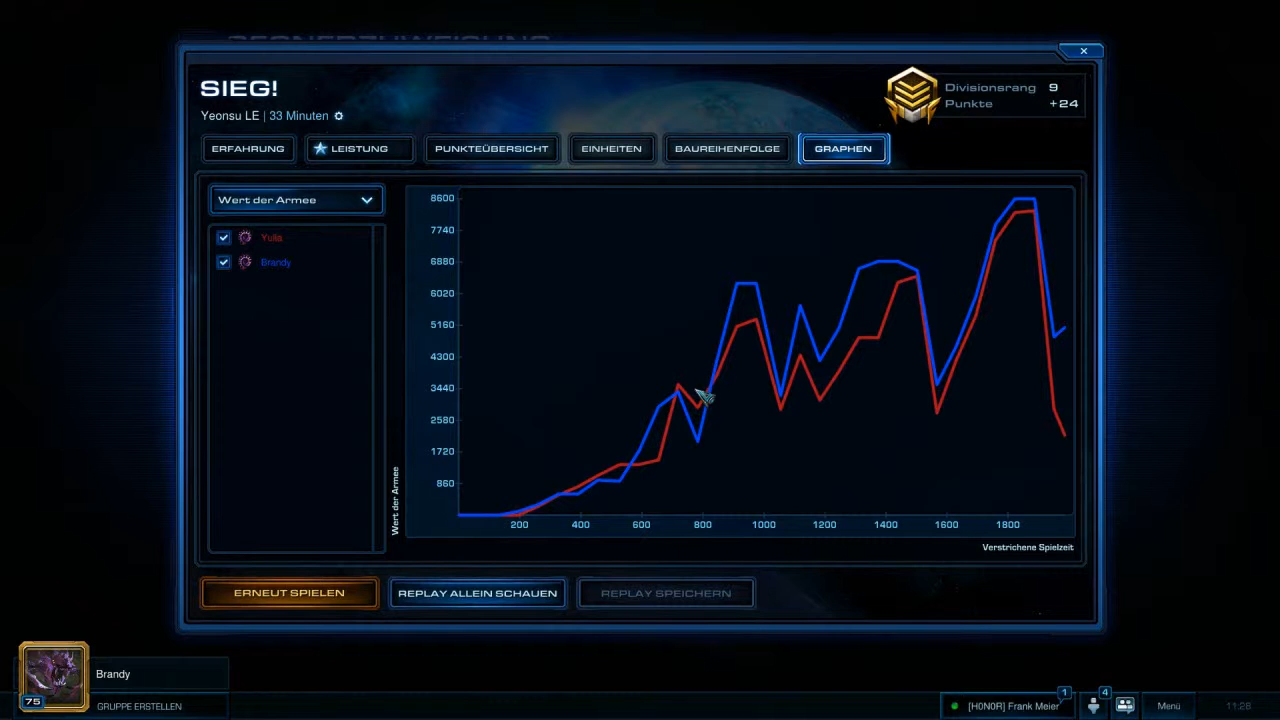 SIEG!
Yeonsu LE | 33 Minuten
Divisionsrang 9
Punkte +24
ERFAHRUNG
LEISTUNG
PUNKTEÜBERSICHT
EINHEITEN
BAUREIHENFOLGE
GRAPHEN
Wert der Armee
Yulia
Brandy
8600
7740
6880
6020
5160
4300
3440
2580
1720
860
Wert der Armee
200 400 600 800 1000 1200 1400 1600 1800
Verstrichene Spielzeit
ERNEUT SPIELEN
REPLAY ALLEIN SCHAUEN
REPLAY SPEICHERN
Brandy
75
GRUPPE ERSTELLEN
[H0N0R] Frank Meier
1
4
Menü
11:28